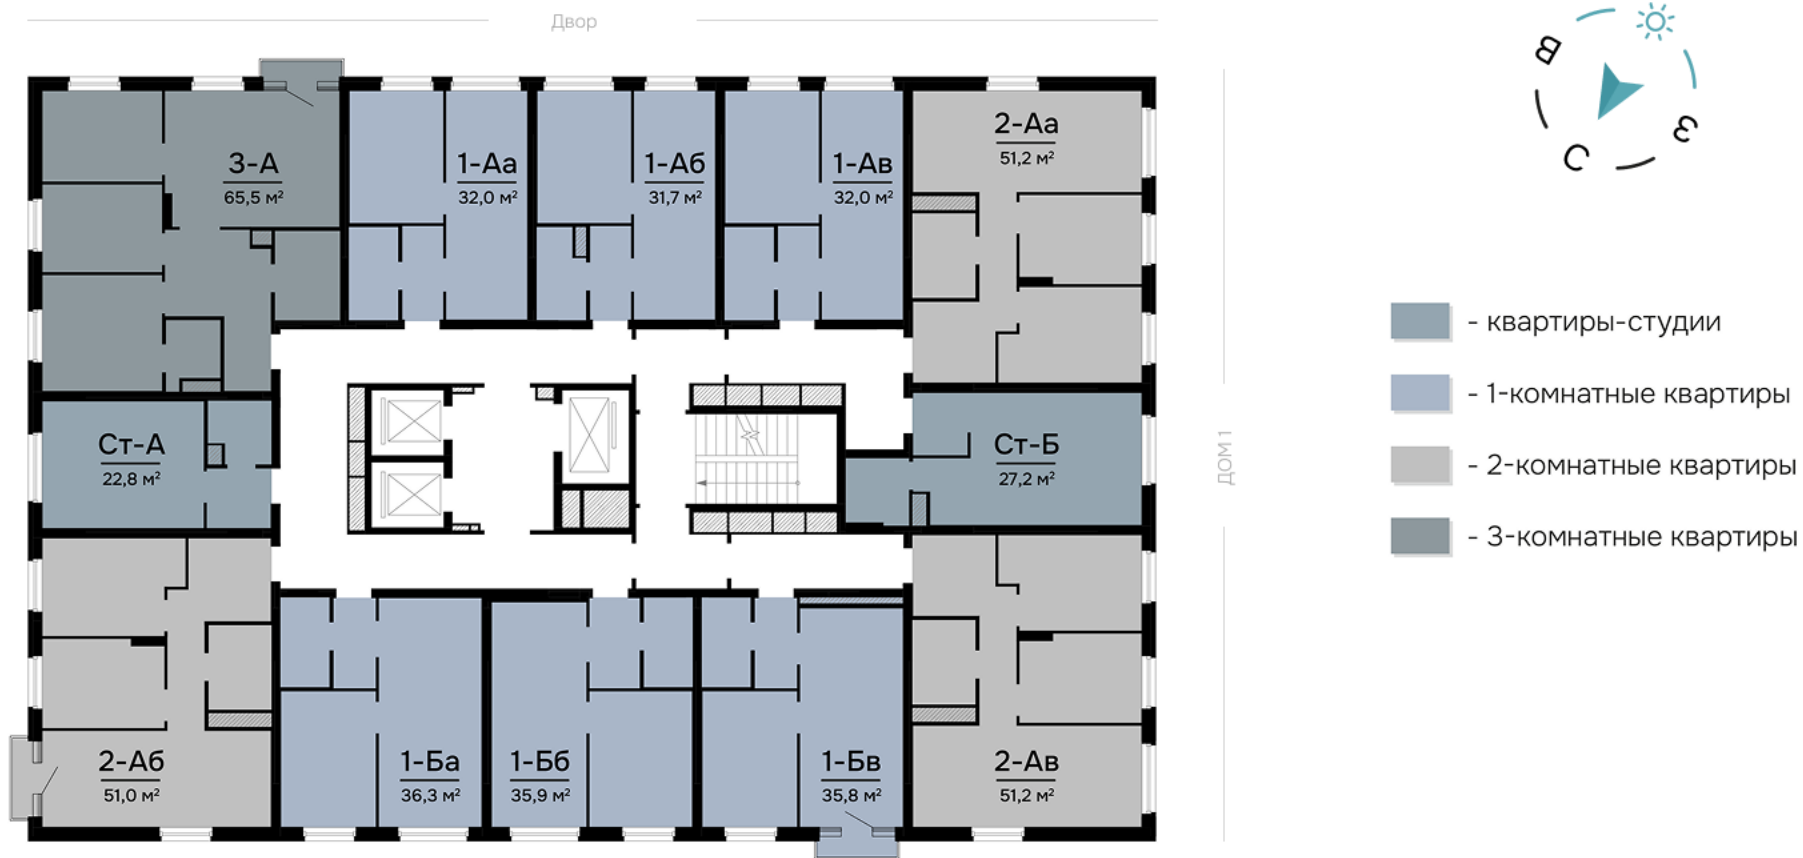 Двор
В
З
С
3-А
65,5 м²
1-Аа
32,0 м²
1-Аб
31,7 м²
1-Ав
32,0 м²
2-Аа
51,2 м²
- квартиры-студии
- 1-комнатные квартиры
- 2-комнатные квартиры
- 3-комнатные квартиры
Ст-А
22,8 м²
Ст-Б
27,2 м²
ДОМ 1
2-Аб
51,0 м²
1-Ба
36,3 м²
1-Бб
35,9 м²
1-Бв
35,8 м²
2-Ав
51,2 м²